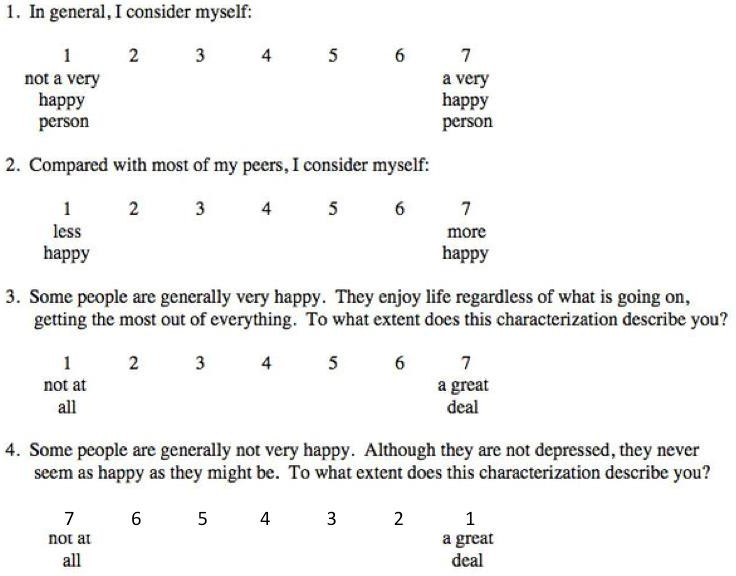 1. In general, I consider myself:
1 2 3 4 5 6 7
not a very a very
happy happy
person person
2. Compared with most of my peers, I consider myself:
1 2 3 4 5 6 7
less more
happy happy
3. Some people are generally very happy. They enjoy life regardless of what is going on,
getting the most out of everything. To what extent does this characterization describe you?
1 2 3 4 5 6 7
not at a great
all deal
4. Some people are generally not very happy. Although they are not depressed, they never
seem as happy as they might be. To what extent does this characterization describe you?
7 6 5 4 3 2 1
not at a great
all deal